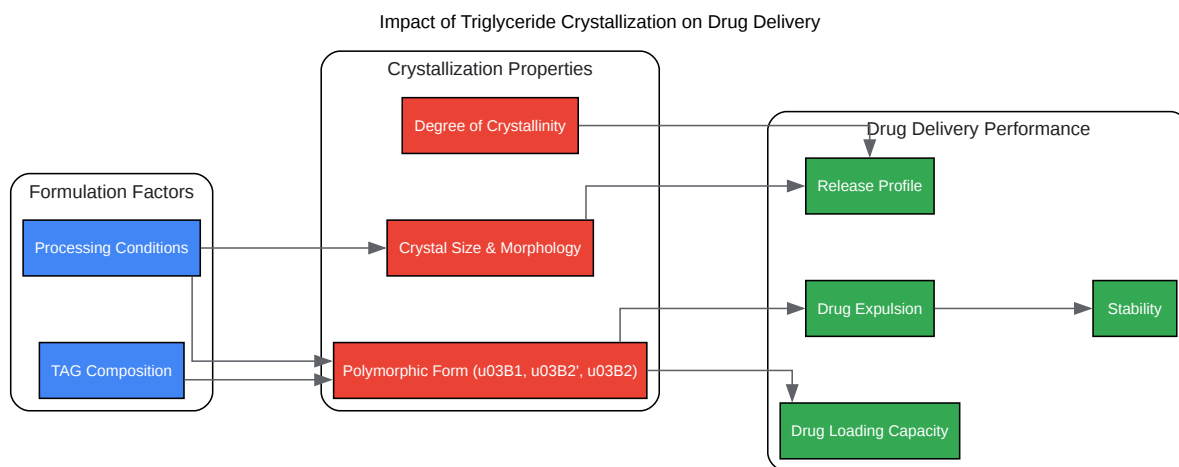 Impact of Triglyceride Crystallization on Drug Delivery
Formulation Factors
Processing Conditions
TAG Composition
Crystallization Properties
Degree of Crystallinity
Crystal Size & Morphology
Polymorphic Form (u03B1, u03B2', u03B2)
Drug Delivery Performance
Release Profile
Drug Expulsion
Stability
Drug Loading Capacity